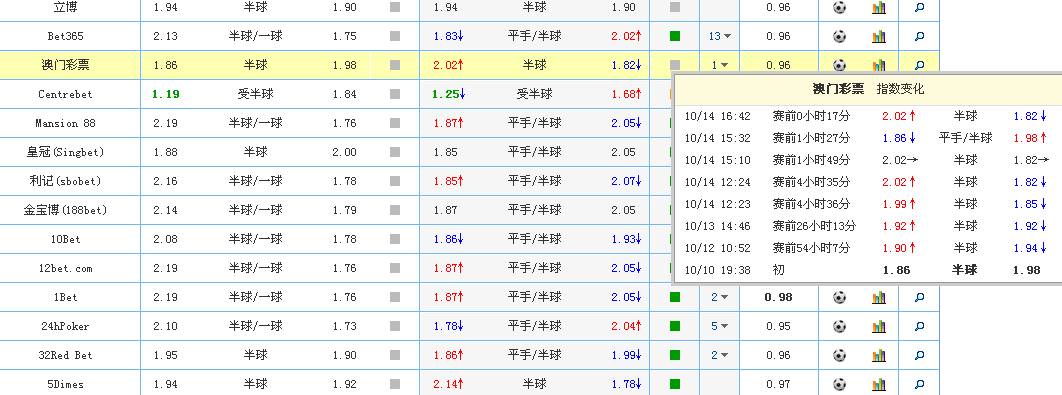 立博 1.94 半球 1.90 1.94 半球 1.90 0.96
Bet365 2.13 半球/一球 1.75 1.83↓ 平手/半球 2.02↑ 13 0.96
澳门彩票 1.86 半球 1.98 2.02↑ 半球 1.82↓ 1 0.96
Centrebet 1.19 受半球 1.84 1.25↓ 受半球 1.68↑
Mansion 88 2.19 半球/一球 1.76 1.87↑ 平手/半球 2.05↓
皇冠(Singbet) 1.88 半球 2.00 1.85 平手/半球 2.05
利记(sbobet) 2.16 半球/一球 1.78 1.85↑ 平手/半球 2.07↓
金宝博(188bet) 2.14 半球/一球 1.79 1.87 平手/半球 2.05
10Bet 2.08 半球/一球 1.78 1.86↓ 平手/半球 1.93↓
12bet.com 2.19 半球/一球 1.76 1.87↑ 平手/半球 2.05↓
1Bet 2.19 半球/一球 1.76 1.87↑ 平手/半球 2.05↓ 2 0.98
24hPoker 2.10 半球/一球 1.73 1.78↓ 平手/半球 2.04↑ 5 0.95
32Red Bet 1.95 半球 1.90 1.86↑ 平手/半球 1.99↓ 2 0.96
5Dimes 1.94 半球 1.92 2.14↑ 半球 1.78↓ 0.97
澳门彩票 指数变化
10/14 16:42 赛前0小时17分 2.02↑ 半球 1.82↓
10/14 15:32 赛前1小时27分 1.86↓ 平手/半球 1.98↑
10/14 15:10 赛前1小时49分 2.02→ 半球 1.82→
10/14 12:24 赛前4小时35分 2.02↑ 半球 1.82↓
10/14 12:23 赛前4小时36分 1.99↑ 半球 1.85↓
10/13 14:46 赛前26小时13分 1.92↑ 半球 1.92↓
10/12 10:52 赛前54小时7分 1.90↑ 半球 1.94↓
10/10 19:38 初 1.86 半球 1.98